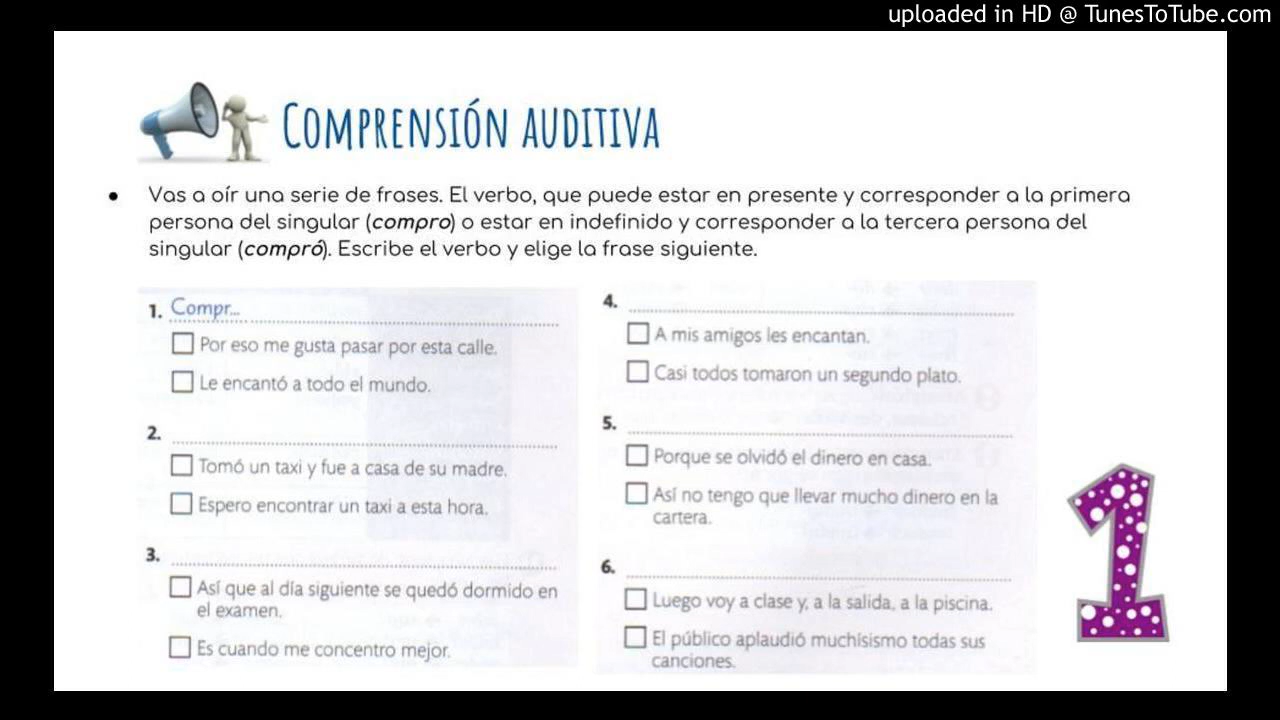 uploaded in HD @ TunesToTube.com
COMPRENSIÓN AUDITIVA
● Vas a oír una serie de frases. El verbo, que puede estar en presente y corresponder a la primera
persona del singular (compro) o estar en indefinido y corresponder a la tercera persona del
singular (compró). Escribe el verbo y elige la frase siguiente.
1. Compr...
Por eso me gusta pasar por esta calle.
Le encantó a todo el mundo.
2.
Tomó un taxi y fue a casa de su madre.
Espero encontrar un taxi a esta hora.
3.
Así que al día siguiente se quedó dormido en
el examen.
Es cuando me concentro mejor.
4.
A mis amigos les encantan.
Casi todos tomaron un segundo plato.
5.
Porque se olvidó el dinero en casa.
Así no tengo que llevar mucho dinero en la
cartera.
6.
Luego voy a clase y, a la salida, a la piscina.
El público aplaudió muchísismo todas sus
canciones.
1